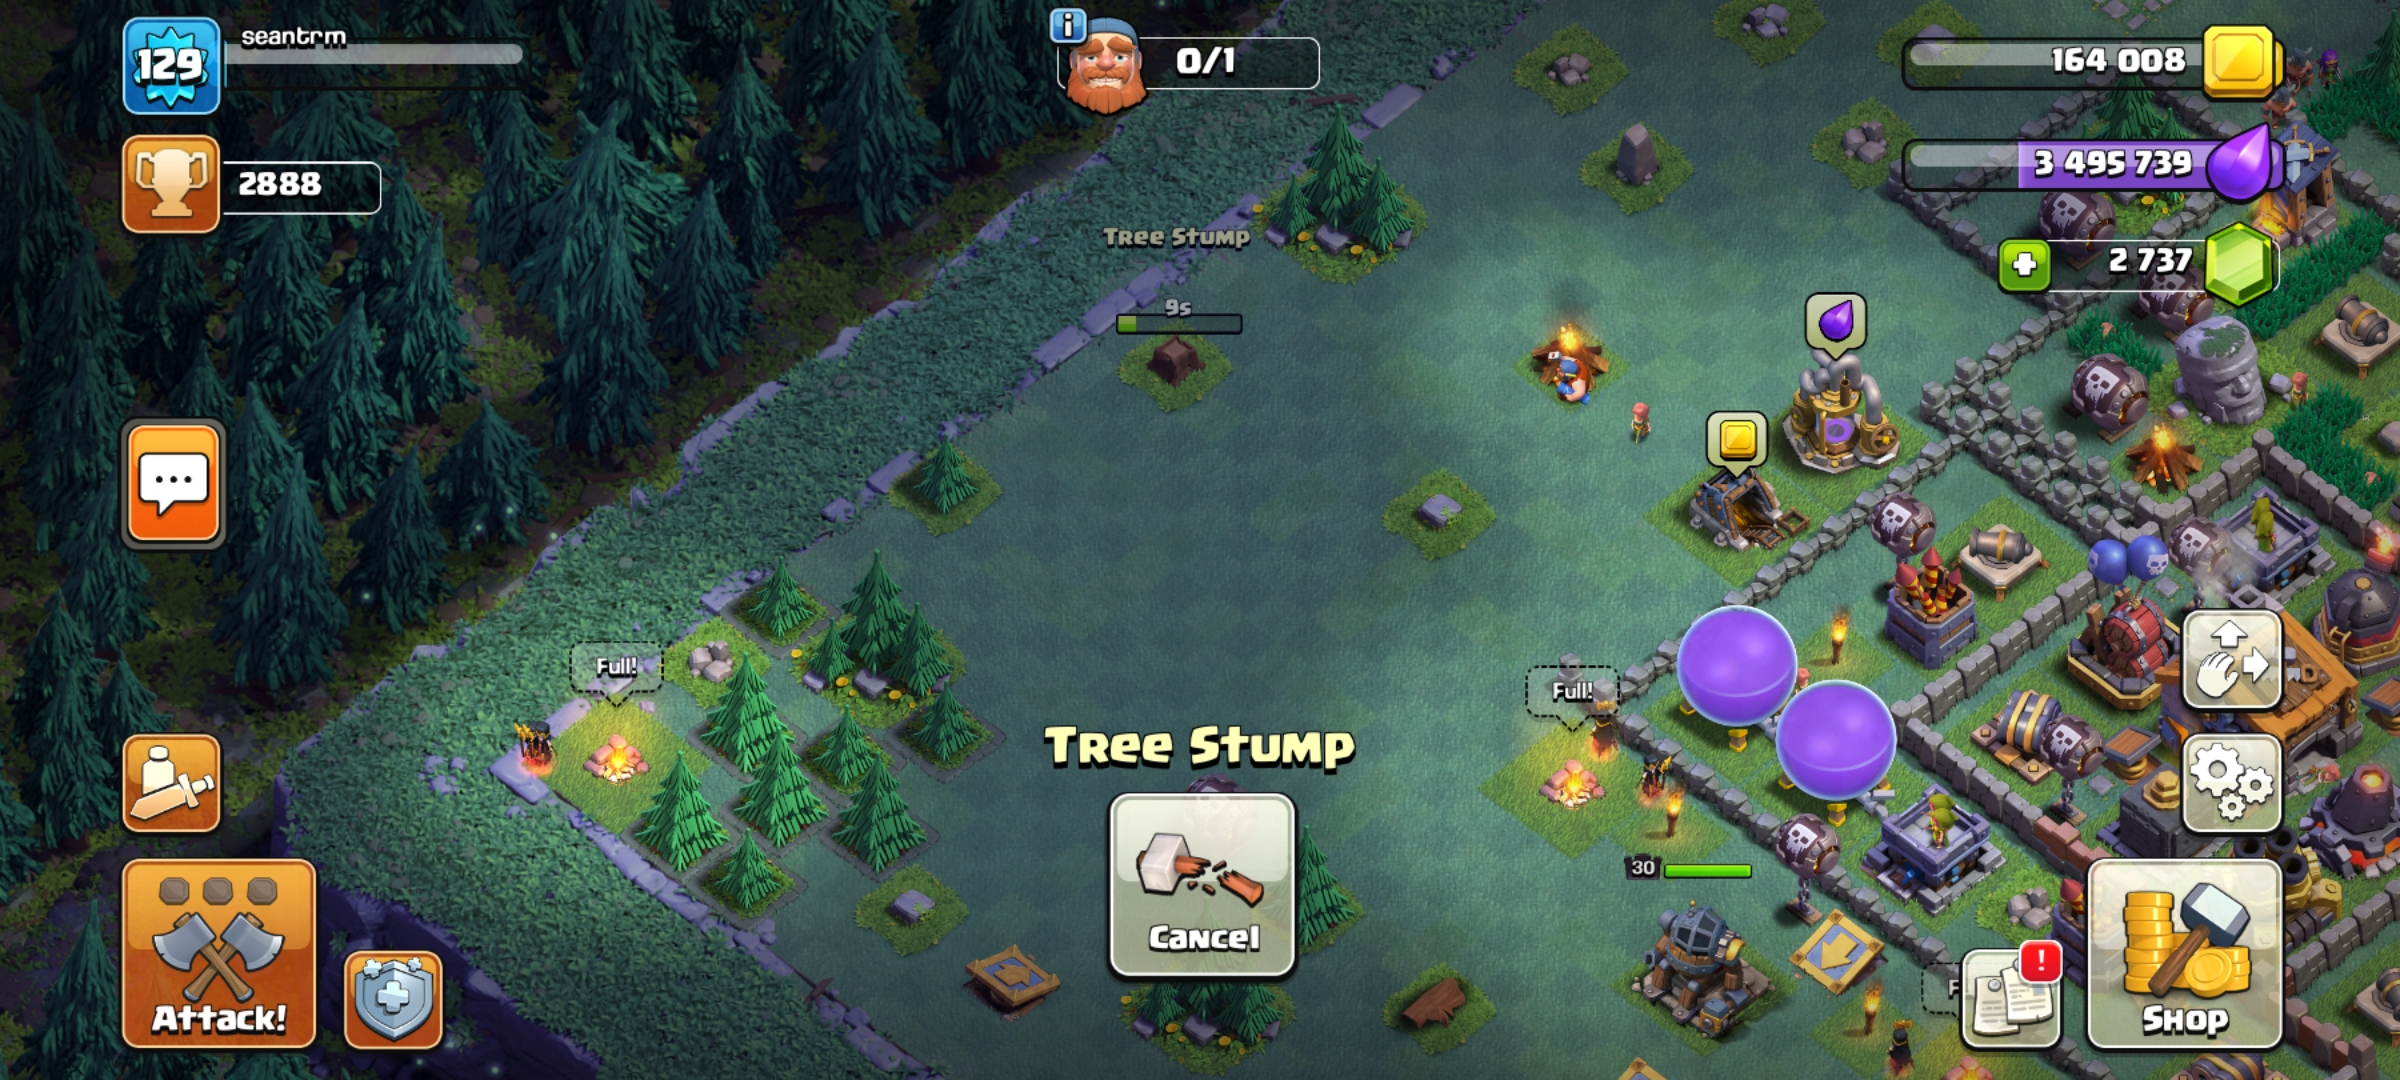 129
seantrm
i
0/1
164 008
2888
3 495 739
Tree Stump
2 737
9s
Full!
Full!
Tree Stump
30
Cancel
!
Attack!
Shop